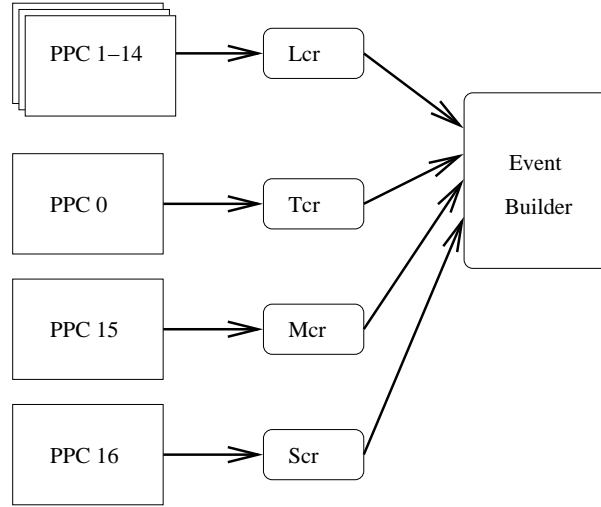 PPC 1−14
Lcr
PPC 0
Tcr
Event
Builder
PPC 15
Mcr
PPC 16
Scr